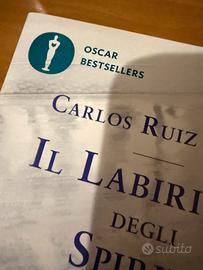 OSCAR
BESTSELLERS
CARLOS RUIZ
IL LABIRI
DEGLI
SPIRI
subito